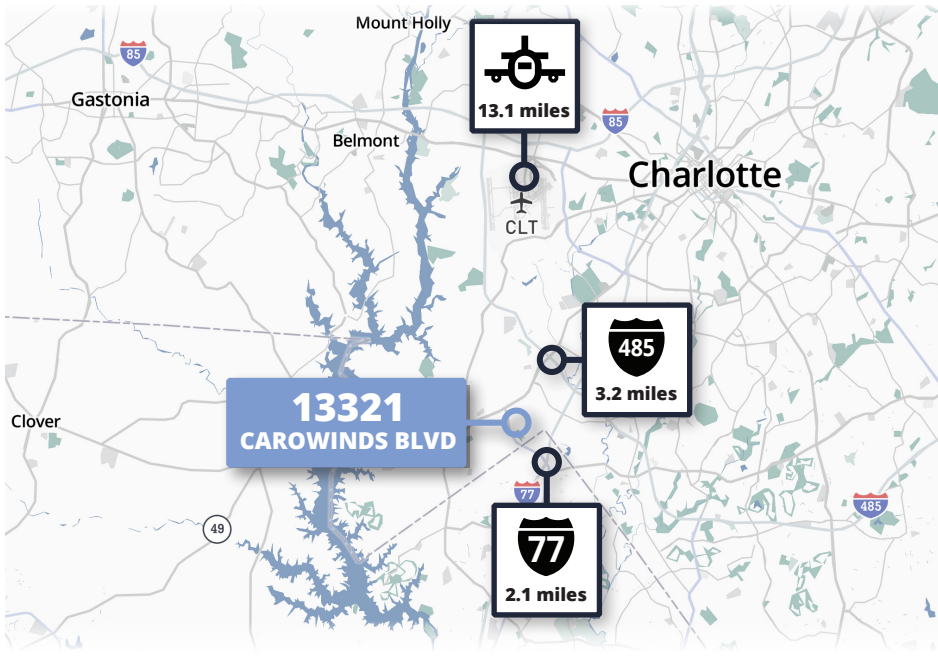 Mount Holly
85
Gastonia
13.1 miles
85
Belmont
Charlotte
CLT
485
3.2 miles
13321
CAROWINDS BLVD
Clover
77
485
49
77
2.1 miles